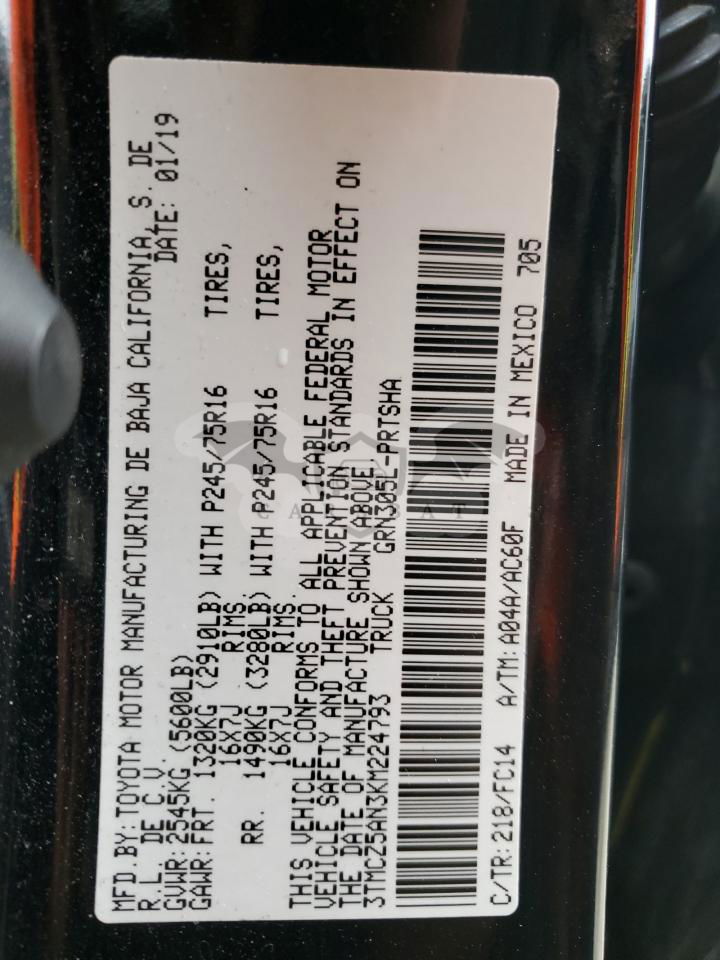 MFD.BY:TOYOTA MOTOR MANUFACTURING DE BAJA CALIFORNIA, S. DE
R.L. DE C.V. DATE: 01/19
GVWR:2545KG (5600LB)
GAWR:FRT. 1320KG (2910LB) WITH P245/75R16 TIRES,
16X7J RIMS.
RR. 1490KG (3280LB) WITH P245/75R16 TIRES,
16X7J RIMS.
THIS VEHICLE CONFORMS TO ALL APPLICABLE FEDERAL MOTOR
VEHICLE SAFETY AND THEFT PREVENTION STANDARDS IN EFFECT ON
THE DATE OF MANUFACTURE SHOWN ABOVE.
3TMCZ5AN3KM224793 TRUCK GRN305L-PRTSHA
C/TR:218/FC14 A/TM:A04A/AC60F MADE IN MEXICO 705